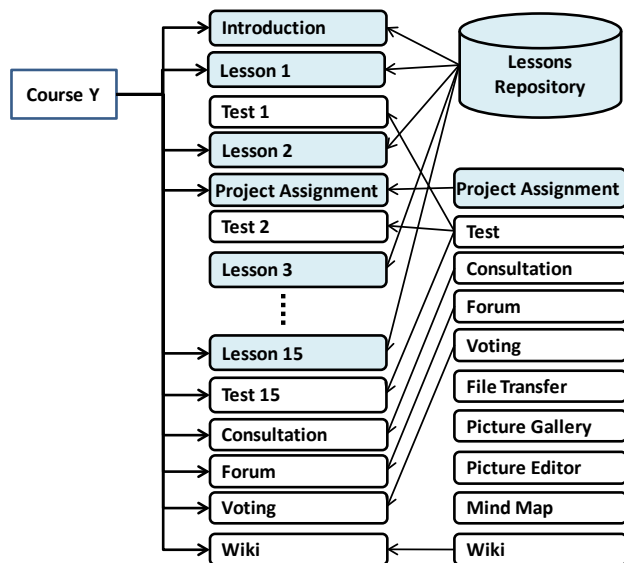 Introduction
Lesson 1
Lessons
Repository
Course Y
Test 1
Lesson 2
Project Assignment
Test 2
Lesson 3
Lesson 15
Test 15
Consultation
Forum
Voting
Wiki
Project Assignment
Test
Consultation
Forum
Voting
File Transfer
Picture Gallery
Picture Editor
Mind Map
Wiki